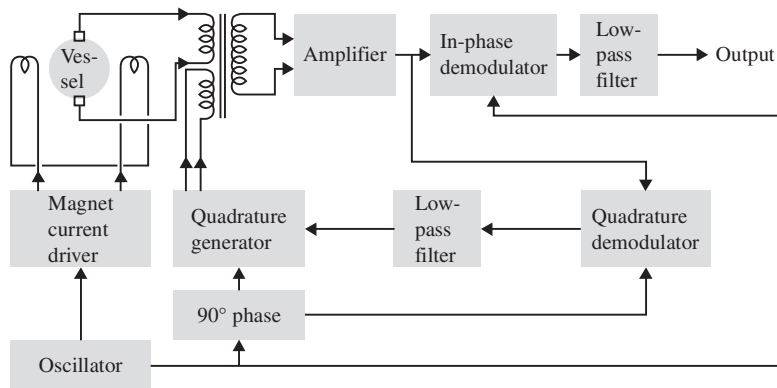 Ves-
sel
Amplifier
In-phase
demodulator
Low-
pass
filter
Output
Magnet
current
driver
Quadrature
generator
Low-
pass
filter
Quadrature
demodulator
90° phase
Oscillator